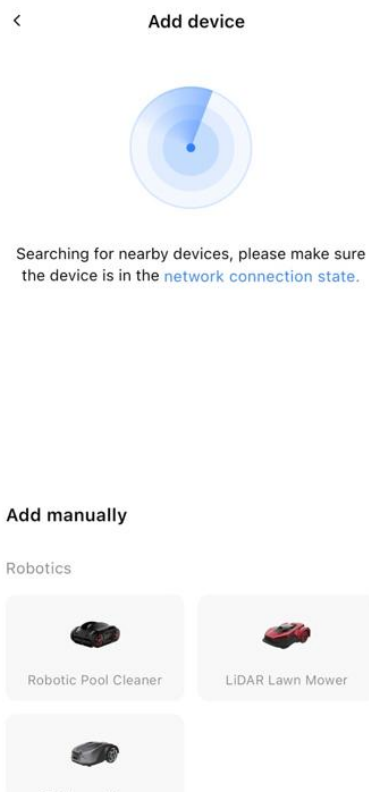 Add device
Searching for nearby devices, please make sure
the device is in the network connection state.
Add manually
Robotics
Robotic Pool Cleaner
LiDAR Lawn Mower